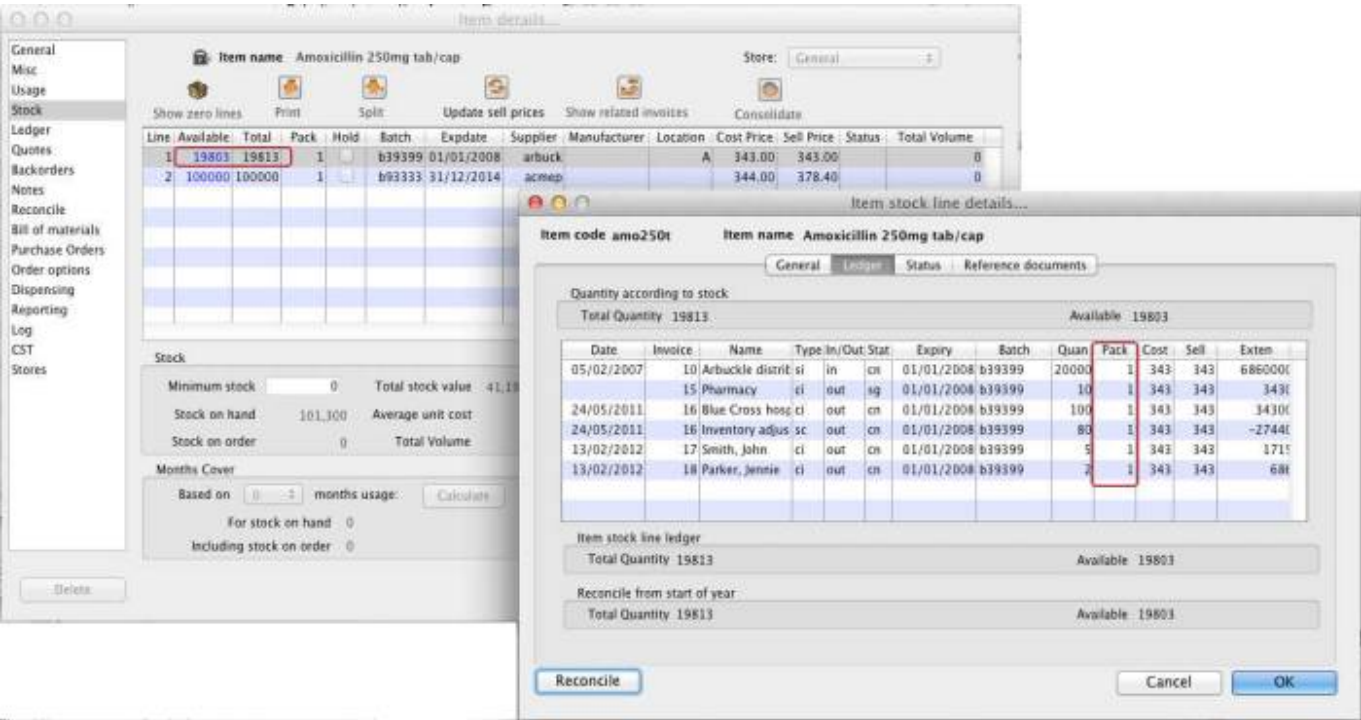 Item details...
General
Misc
Usage
Stock
Ledger
Quotes
Backorders
Notes
Reconcile
Bill of materials
Purchase Orders
Order options
Dispensing
Reporting
Log
CST
Stores
Delete
Item name Amoxicillin 250mg tab/cap Store: General
Show zero lines Print Split Update sell prices Show related invoices Consolidate
Line Available Total Pack Hold Batch Expdate Supplier Manufacturer Location Cost Price Sell Price Status Total Volume
1 19803 19813 1 b39399 01/01/2008 arbuck A 343.00 343.00 0
2 100000 100000 1 b93333 31/12/2014 acmep 344.00 378.40 0
Stock
Minimum stock 0 Total stock value
Stock on hand 101,300 Average unit cost
Stock on order 0 Total Volume
Months Cover
Based on 0 months usage: Calculate
For stock on hand 0
Including stock on order 0
Item stock line details...
Item code amo250t Item name Amoxicillin 250mg tab/cap
General Ledger Status Reference documents
Quantity according to stock
Total Quantity 19813 Available 19803
Date Invoice Name Type In/Out Stat Expiry Batch Quan Pack Cost Sell Exten
05/02/2007 10 Arbuckle distrit si in cn 01/01/2008 b39399 20000 1 343 343
15 Pharmacy ci out sg 01/01/2008 b39399 10 1 343 343
24/05/2011 16 Blue Cross hosp ci out cn 01/01/2008 b39399 100 1 343 343
24/05/2011 16 Inventory adjus sc out cn 01/01/2008 b39399 80 1 343 343
13/02/2012 17 Smith, John ci out cn 01/01/2008 b39399 5 1 343 343 1715
13/02/2012 18 Parker, Jennie ci out cn 01/01/2008 b39399 2 1 343 343 686
Item stock line ledger
Total Quantity 19813 Available 19803
Reconcile from start of year
Total Quantity 19813 Available 19803
Reconcile Cancel OK